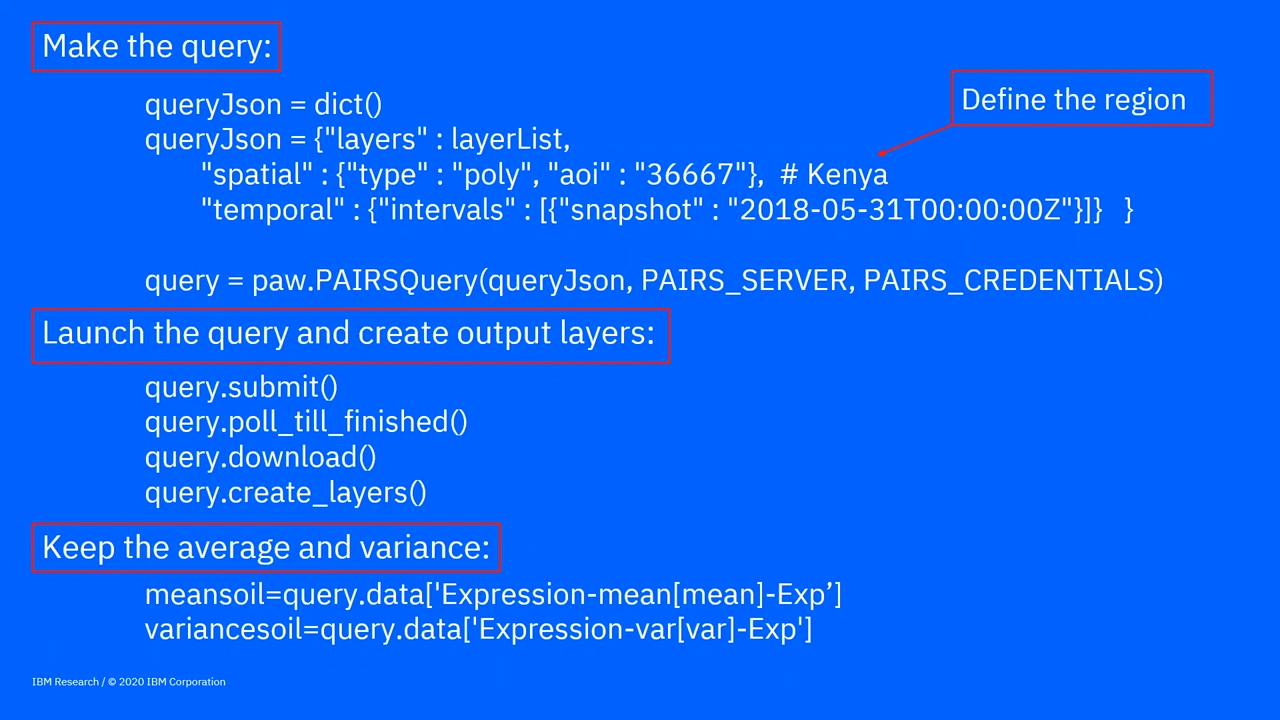 Make the query:
Define the region
queryJson = dict()
queryJson = {"layers" : layerList,
"spatial" : {"type" : "poly", "aoi" : "36667"}, # Kenya
"temporal" : {"intervals" : [{"snapshot" : "2018-05-31T00:00:00Z"}]} }
query = paw.PAIRSQuery(queryJson, PAIRS_SERVER, PAIRS_CREDENTIALS)
Launch the query and create output layers:
query.submit()
query.poll_till_finished()
query.download()
query.create_layers()
Keep the average and variance:
meansoil=query.data['Expression-mean[mean]-Exp’]
variancesoil=query.data['Expression-var[var]-Exp']
IBM Research / © 2020 IBM Corporation